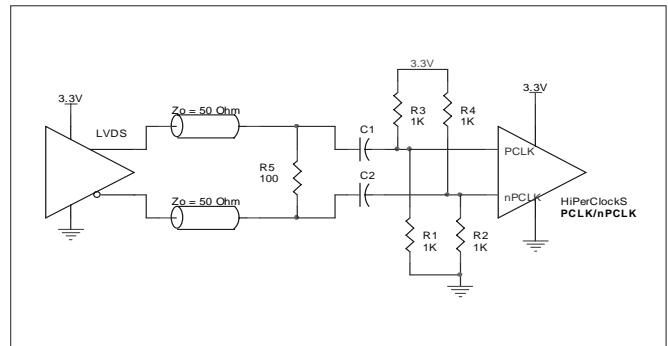 3.3V
3.3V
3.3V
Zo = 50 Ohm
LVDS
C1
R3
1K
R4
1K
PCLK
R5
100
C2
nPCLK
Zo = 50 Ohm
HiPerClockS
PCLK/nPCLK
R1
1K
R2
1K